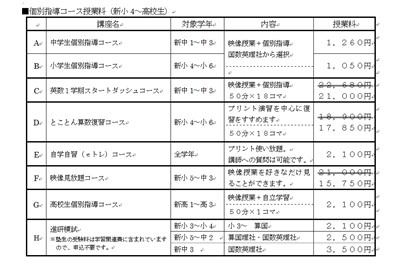 ■個別指導コース授業料（新小4～高校生）
講座名 対象学年 内容 授業料
A 中学生個別指導コース 新中1～中3 映像授業＋個別指導 1，260円
国数英理社から選択
B 小学生個別指導コース 新小4～小6 1，050円
C 英数1学期スタートダッシュコース 新中1～中3 映像授業＋個別指導 22，680円
50分×18コマ 21，000円
D とことん算数復習コース 新小4～小6 プリント演習を中心に復習をすすめます。 18，900円
50分×18コマ 17，850円
E 自学自習（eトレ）コース 全学年 プリント使い放題。 2，100円
講師への質問は可能です。
F 映像見放題コース 新小5～中3 映像授業を好きなだけ見 21，000円
ることができます。 15，750円
G 高校生個別指導コース 新高1～高3 映像授業＋自立学習 2，100円
50分×1コマ
H 進研模試 新小3～小4 小3～ 算国 2，100円
※塾生の受験料は学習関連費に含まれています 新小5～中2 算国理社・国数英理社 2，500円
ので、申込不要です。 新中3 国数英理社 3，500円